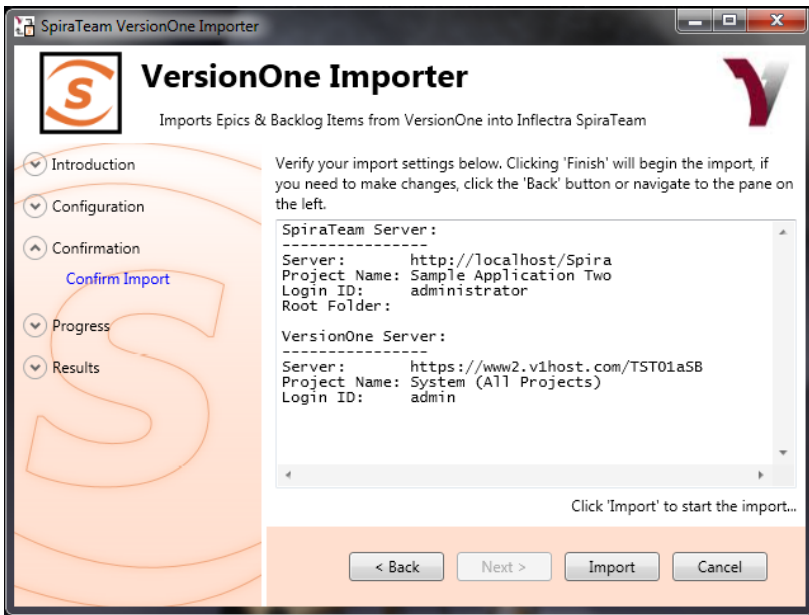 SpiraTeam VersionOne Importer
VersionOne Importer
Imports Epics & Backlog Items from VersionOne into Inflectra SpiraTeam
Introduction
Configuration
Confirmation
Confirm Import
Progress
Results
Verify your import settings below. Clicking 'Finish' will begin the import, if
you need to make changes, click the 'Back' button or navigate to the pane on
the left.
SpiraTeam Server:
----------------
Server: http://localhost/Spira
Project Name: Sample Application Two
Login ID: administrator
Root Folder:
VersionOne Server:
----------------
Server: https://www2.v1host.com/TST01aSB
Project Name: System (All Projects)
Login ID: admin
Click 'Import' to start the import...
< Back
Next >
Import
Cancel